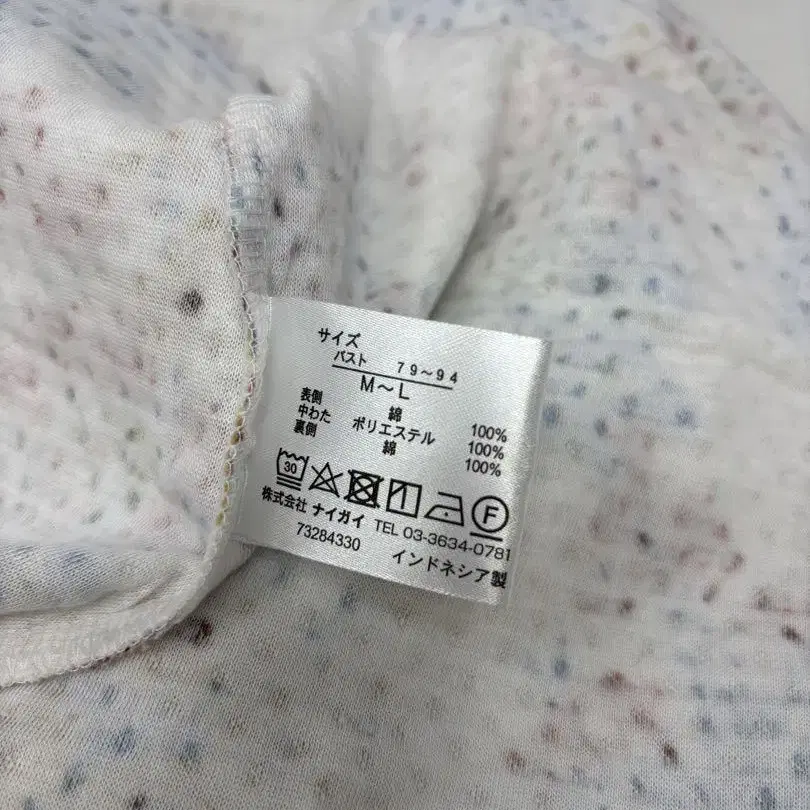 サイズ
バスト 79～94
M～L
表側 綿 100%
中わた ポリエステル 100%
裏側 綿 100%
30 F
株式会社 ナイガイ TEL 03-3634-0781
73284330 インドネシア製